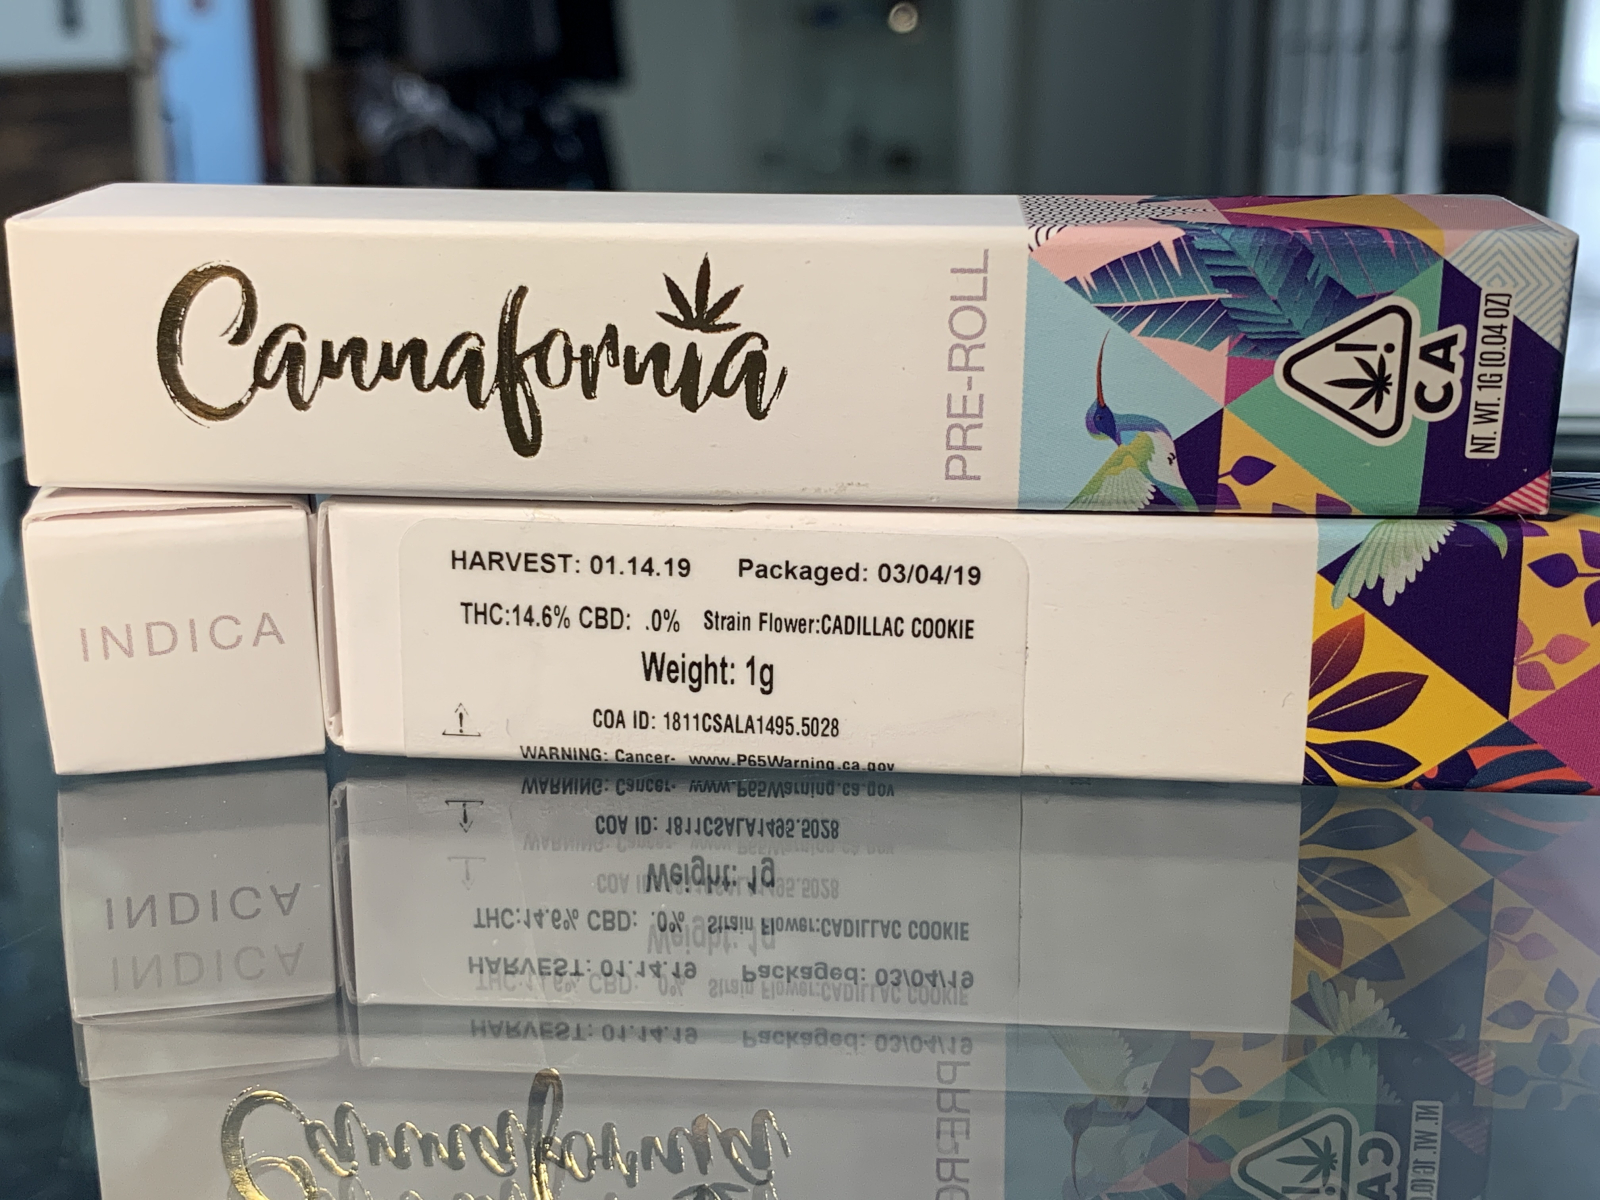 Cannafornia
PRE-ROLL
CA
NT. WT. 1G (0.04 OZ)
INDICA
HARVEST: 01.14.19 Packaged: 03/04/19
THC:14.6% CBD: .0% Strain Flower:CADILLAC COOKIE
Weight: 1g
COA ID: 1811CSALA1495.5028
WARNING: Cancer- www.P65Warning.ca.gov